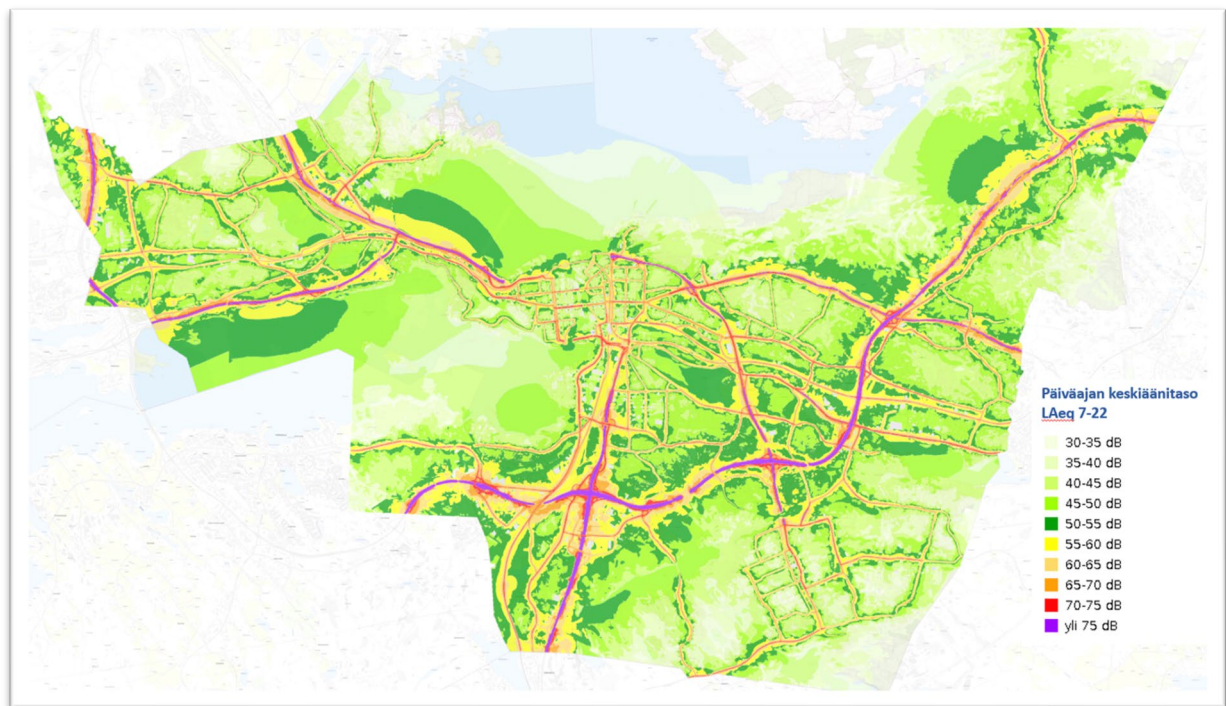 Päiväajan keskiäänitaso
LAeq 7-22
30-35 dB
35-40 dB
40-45 dB
45-50 dB
50-55 dB
55-60 dB
60-65 dB
65-70 dB
70-75 dB
yli 75 dB